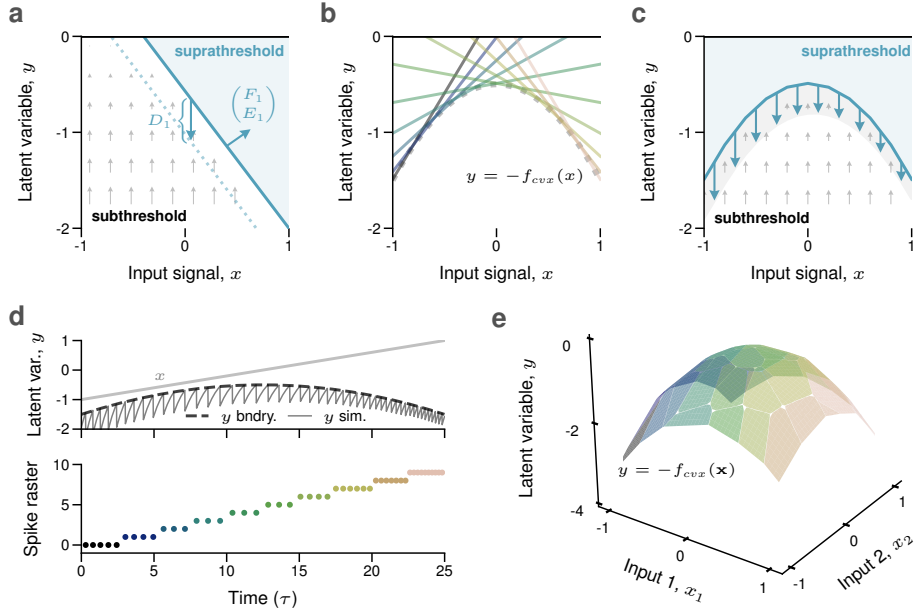 a
0
-1
-2
-1
0
1
Latent variable, y
Input signal, x
suprathreshold
D₁
F₁
E₁
subthreshold
b
0
-1
-2
-1
0
1
Latent variable, y
Input signal, x
y = −f_cvx(x)
c
0
-1
-2
-1
0
1
Latent variable, y
Input signal, x
suprathreshold
subthreshold
d
1
0
-1
-2
Latent var., y
x
y bndry.
y sim.
10
5
0
Spike raster
0
5
10
15
20
25
Time (τ)
e
0
-2
-4
Latent variable, y
y = −f_cvx(𝐱)
-1
0
1
Input 1, x₁
-1
0
1
Input 2, x₂